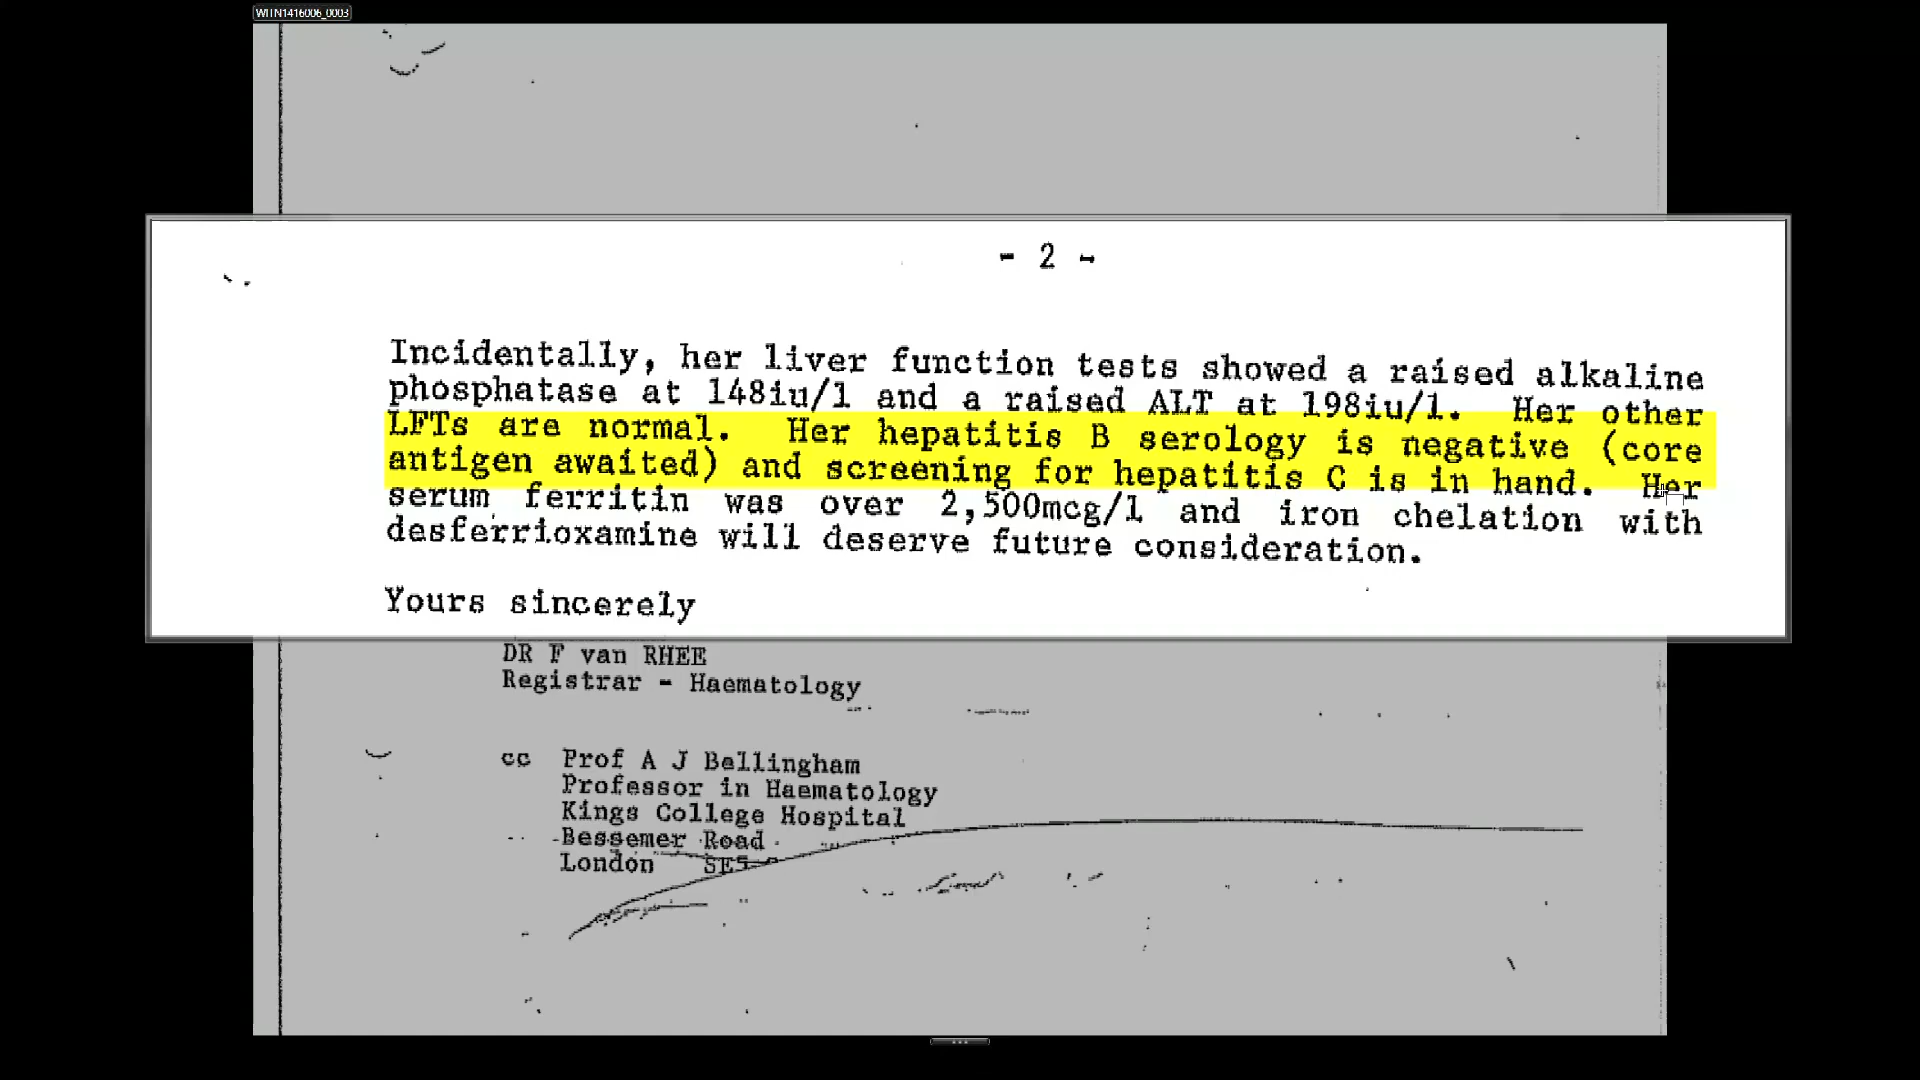 WITN1416006_0003
- 2 -
Incidentally, her liver function tests showed a raised alkaline
phosphatase at 148iu/l and a raised ALT at 198iu/l. Her other
LFTs are normal. Her hepatitis B serology is negative (core
antigen awaited) and screening for hepatitis C is in hand. Her
serum ferritin was over 2,500mcg/l and iron chelation with
desferrioxamine will deserve future consideration.
Yours sincerely
DR F van RHEE
Registrar - Haematology
cc Prof A J Bellingham
Professor in Haematology
Kings College Hospital
Bessemer Road
London SE5